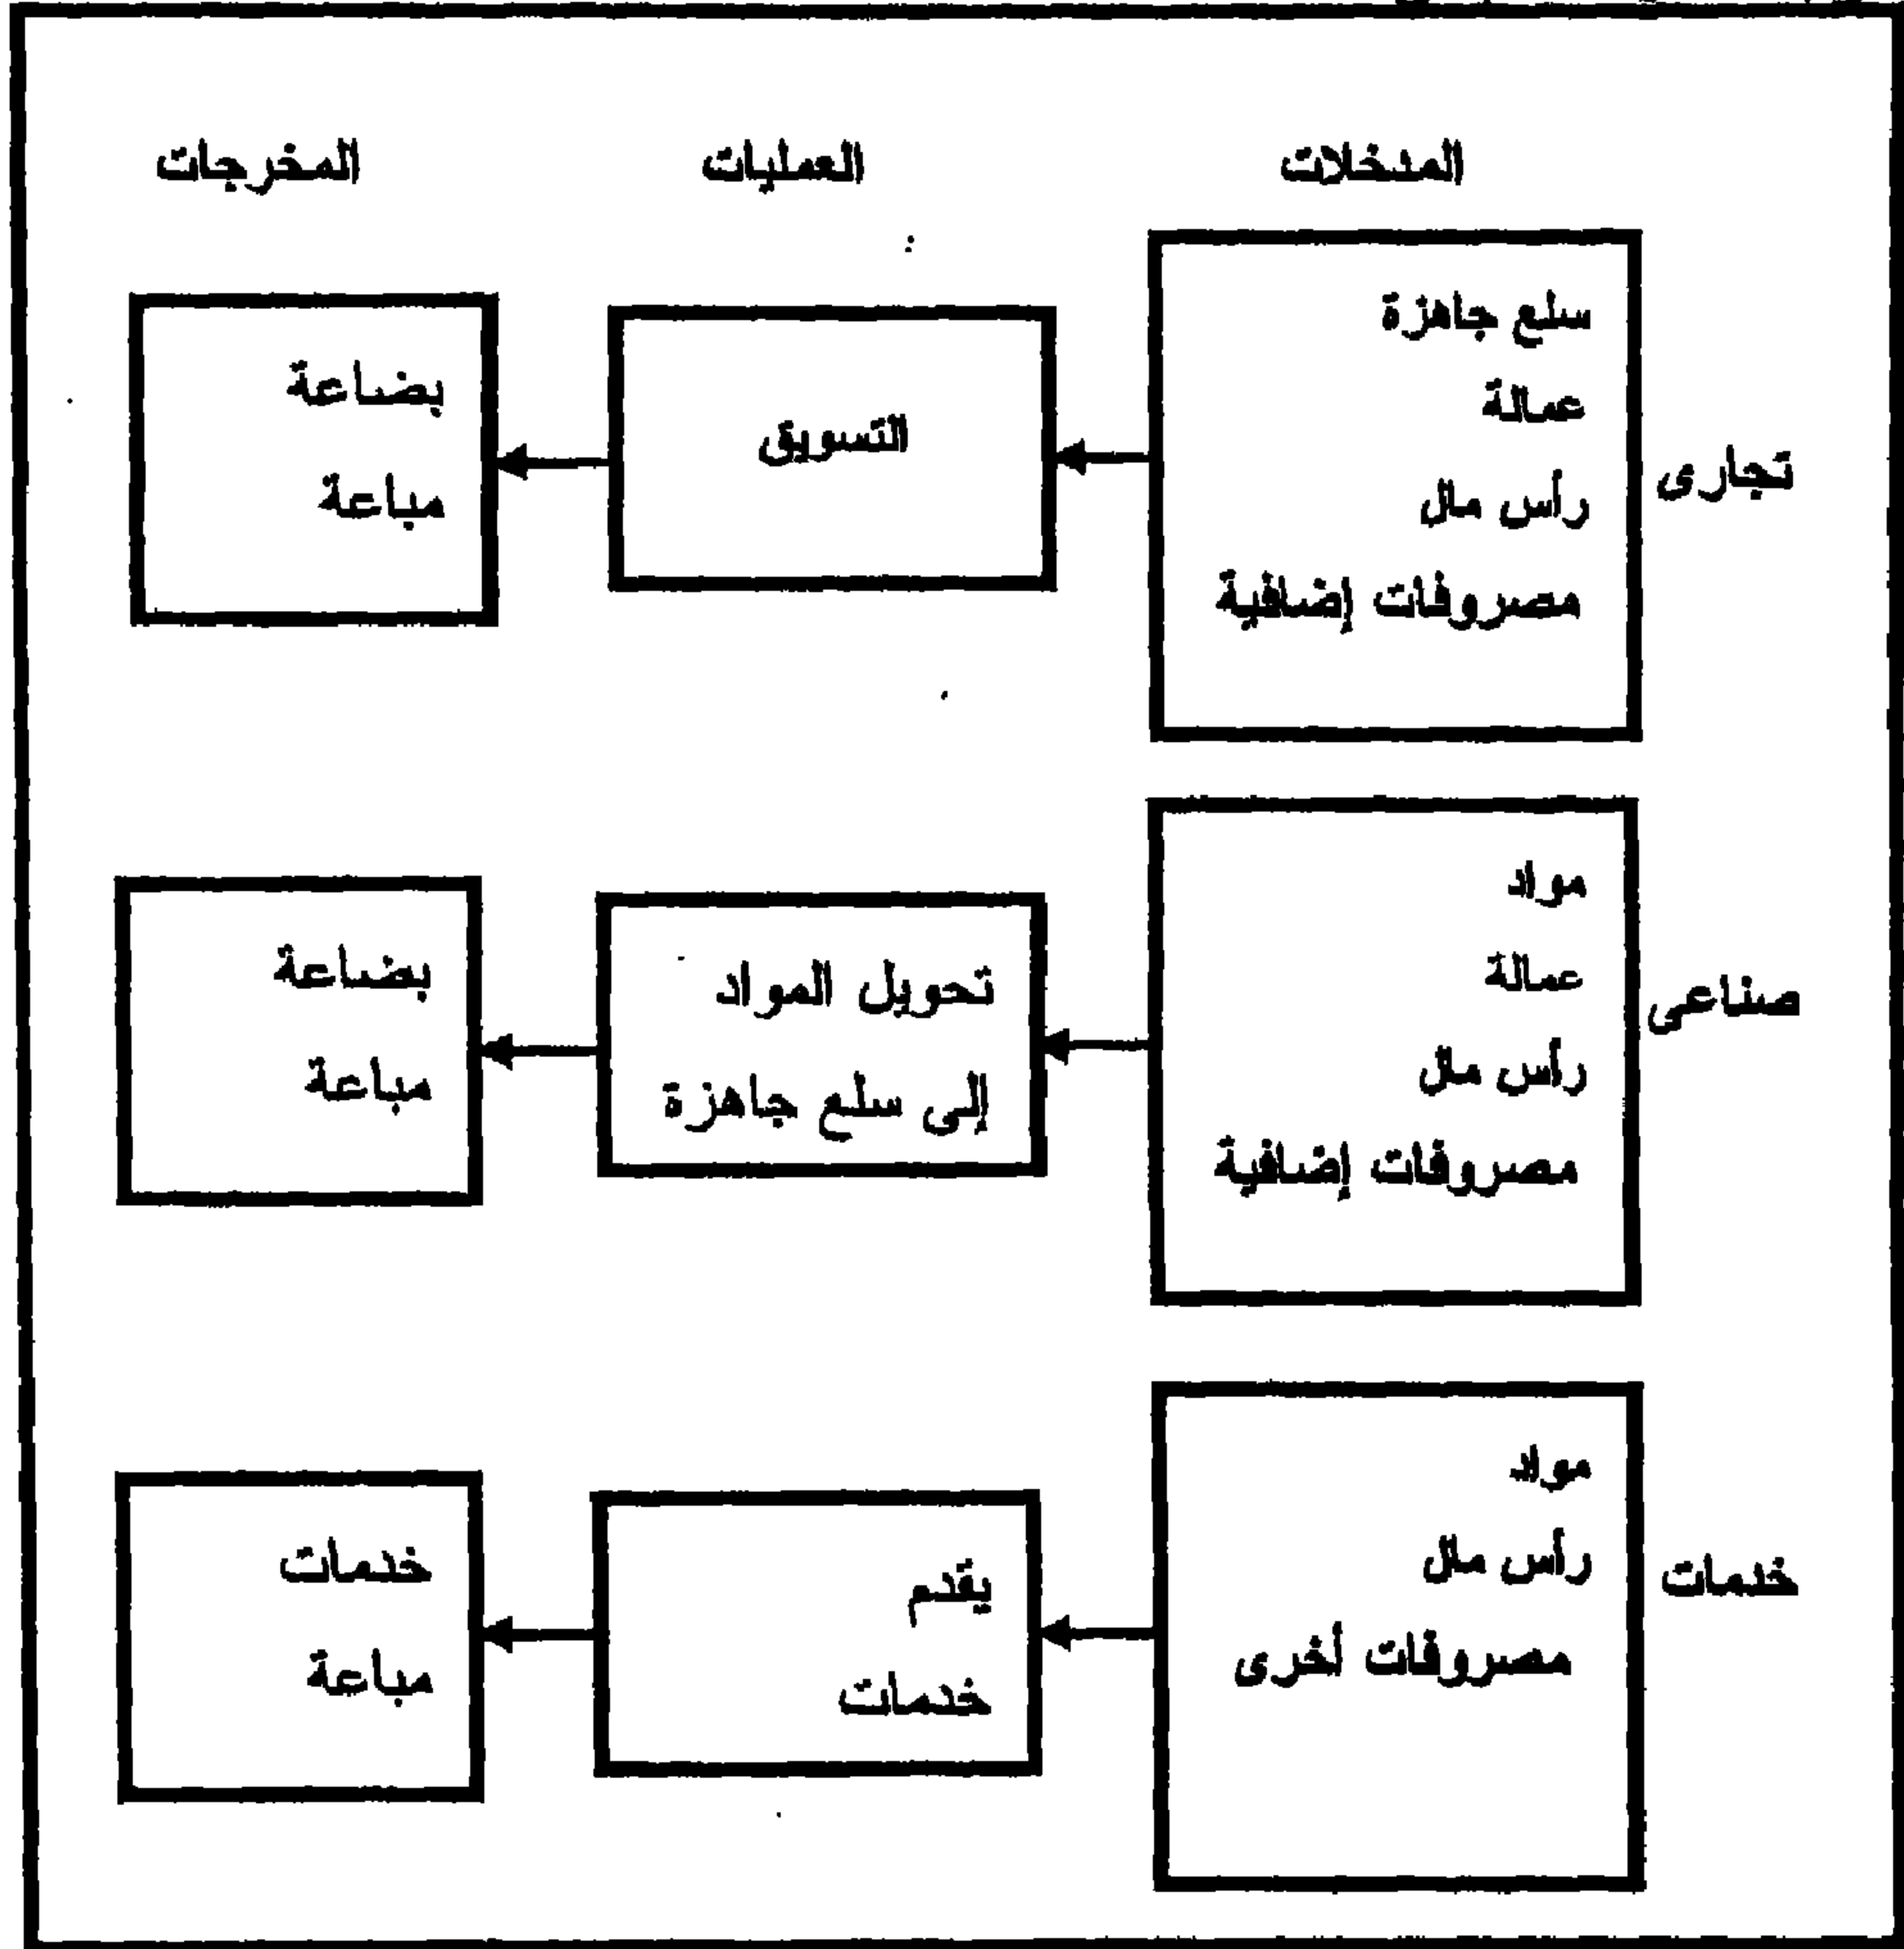 المدخلات
العمليات
المخرجات
تجارى
سلع جاهزة
عمالة
رأس مال
مصروفات إضافية
التسويق
بضاعة
مباعة
صناعى
مواد
عمالة
رأس مال
مصروفات إضافية
تحويل المواد
إلى سلع جاهزة
بضاعة
مباعة
خدمات
مواد
رأس مال
مصروفات أخرى
يقدم
خدمات
خدمات
مباعة